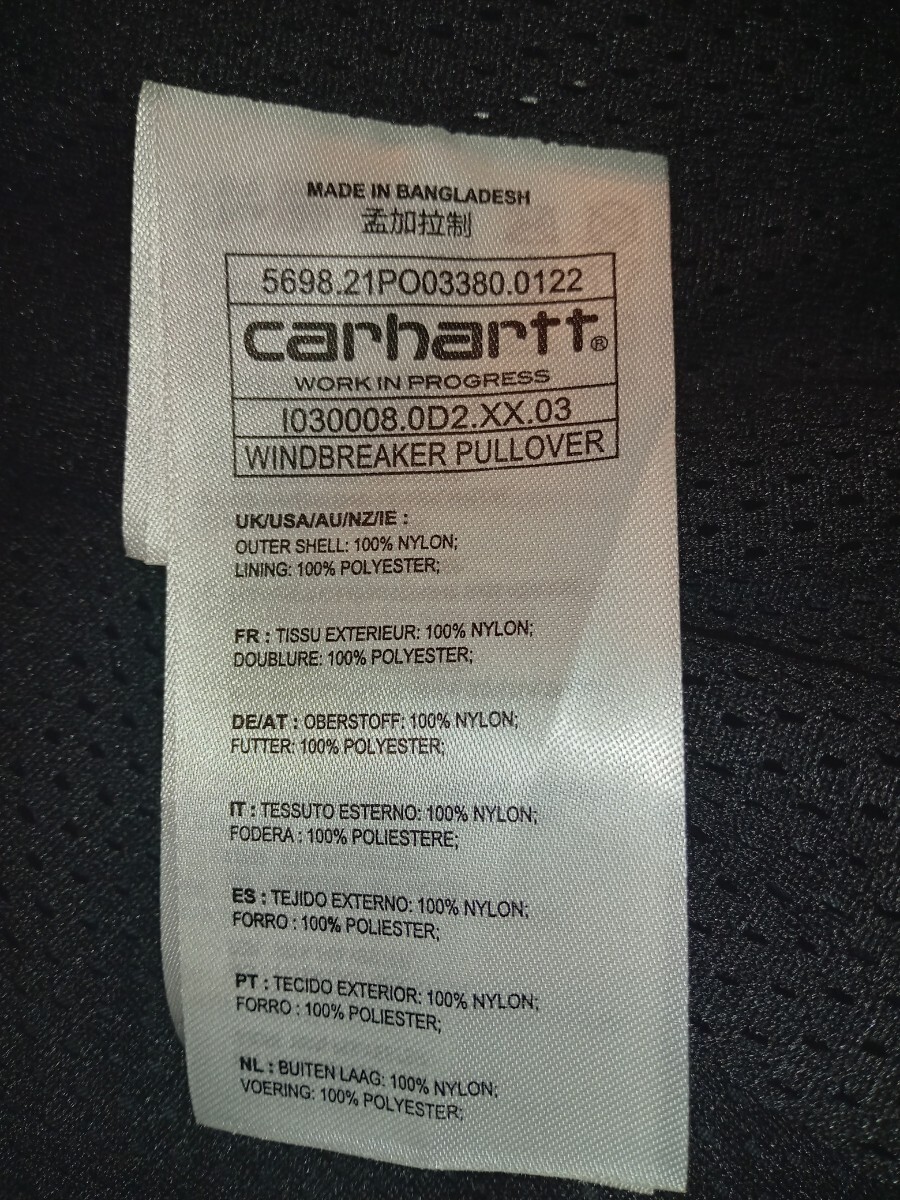 MADE IN BANGLADESH
孟加拉制
5698.21PO03380.0122
carhartt®
WORK IN PROGRESS
I030008.0D2.XX.03
WINDBREAKER PULLOVER
UK/USA/AU/NZ/IE :
OUTER SHELL: 100% NYLON;
LINING: 100% POLYESTER;
FR : TISSU EXTERIEUR: 100% NYLON;
DOUBLURE: 100% POLYESTER;
DE/AT : OBERSTOFF: 100% NYLON;
FUTTER: 100% POLYESTER;
IT : TESSUTO ESTERNO: 100% NYLON;
FODERA : 100% POLIESTERE;
ES : TEJIDO EXTERNO: 100% NYLON;
FORRO : 100% POLIESTER;
PT : TECIDO EXTERIOR: 100% NYLON;
FORRO : 100% POLIESTER;
NL : BUITEN LAAG: 100% NYLON;
VOERING: 100% POLYESTER;